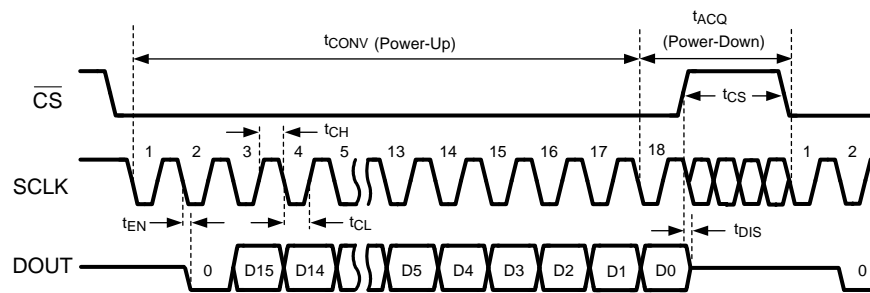 tCONV (Power-Up)
tACQ
(Power-Down)
CS
tCS
tCH
1 2 3 4 5 13 14 15 16 17 18 1 2
SCLK
tEN
tCL
tDIS
DOUT
0 D15 D14 D5 D4 D3 D2 D1 D0 0